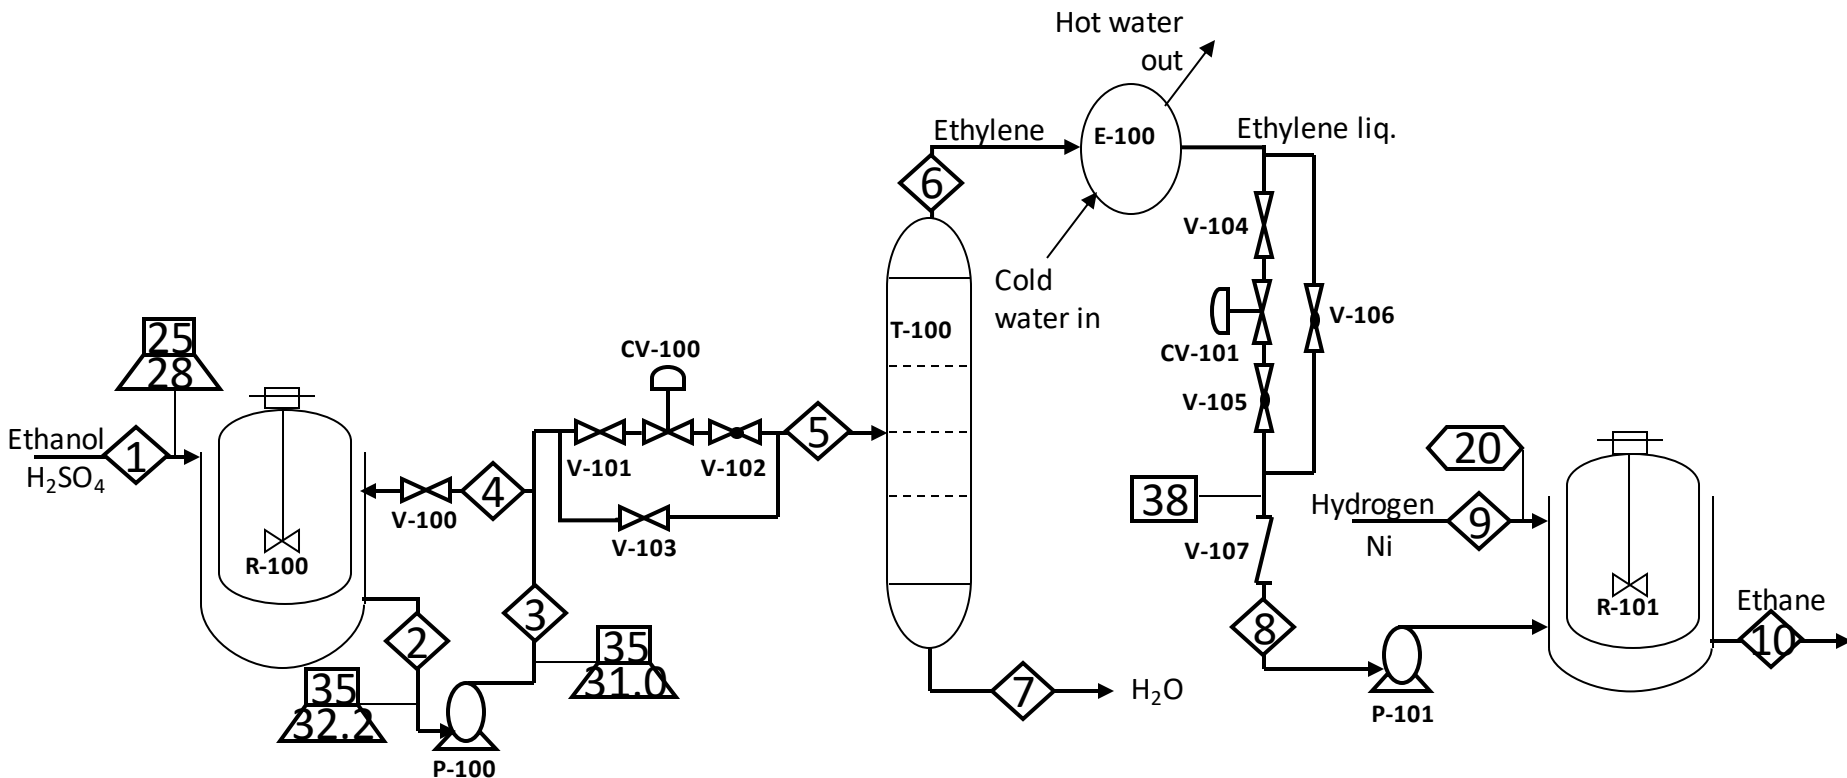 Hot water
out
Ethylene
E-100
Ethylene liq.
6
V-104
Cold
water in
T-100
V-106
CV-101
V-105
25
28
CV-100
Ethanol
1
H₂SO₄
R-100
V-100
4
V-101
V-102
5
V-103
3
2
35
32.2
35
31.0
P-100
7
H₂O
38
V-107
8
P-101
20
Hydrogen
9
Ni
R-101
Ethane
10